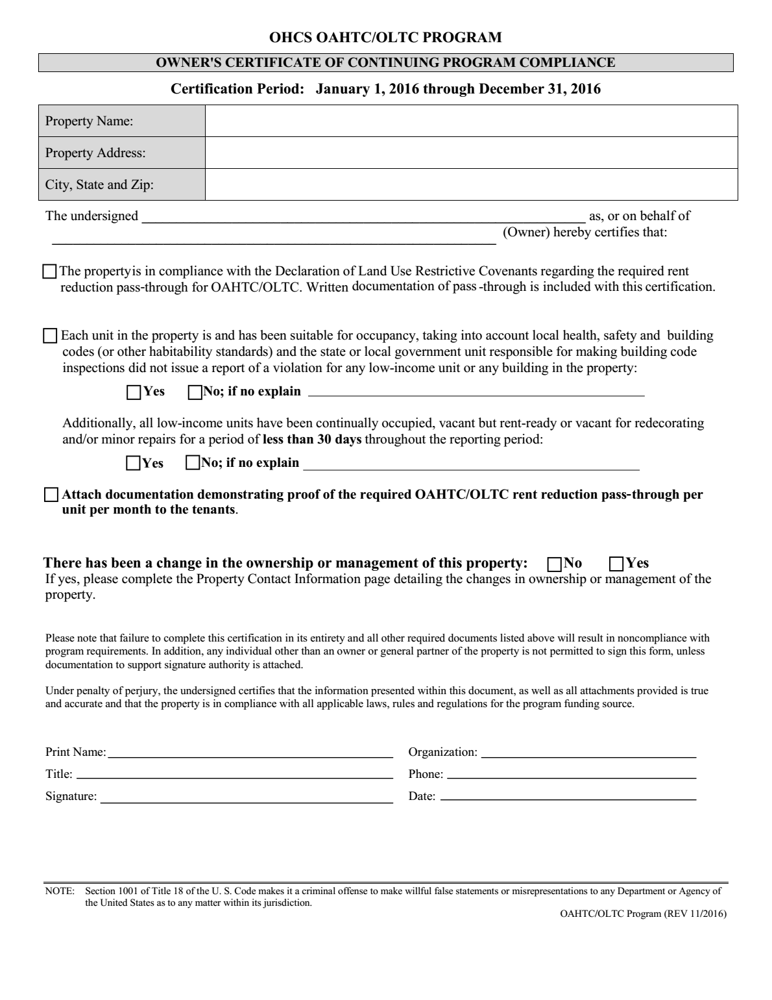 OHCS OAHTC/OLTC PROGRAM
OWNER'S CERTIFICATE OF CONTINUING PROGRAM COMPLIANCE
Certification Period: January 1, 2016 through December 31, 2016
Property Name:
Property Address:
City, State and Zip:
The undersigned as, or on behalf of
(Owner) hereby certifies that:
The property is in compliance with the Declaration of Land Use Restrictive Covenants regarding the required rent
reduction pass-through for OAHTC/OLTC. Written documentation of pass -through is included with this certification.
Each unit in the property is and has been suitable for occupancy, taking into account local health, safety and building
codes (or other habitability standards) and the state or local government unit responsible for making building code
inspections did not issue a report of a violation for any low-income unit or any building in the property:
Yes No; if no explain
Additionally, all low-income units have been continually occupied, vacant but rent-ready or vacant for redecorating
and/or minor repairs for a period of less than 30 days throughout the reporting period:
Yes No; if no explain
Attach documentation demonstrating proof of the required OAHTC/OLTC rent reduction pass-through per
unit per month to the tenants.
There has been a change in the ownership or management of this property: No Yes
If yes, please complete the Property Contact Information page detailing the changes in ownership or management of the
property.
Please note that failure to complete this certification in its entirety and all other required documents listed above will result in noncompliance with
program requirements. In addition, any individual other than an owner or general partner of the property is not permitted to sign this form, unless
documentation to support signature authority is attached.
Under penalty of perjury, the undersigned certifies that the information presented within this document, as well as all attachments provided is true
and accurate and that the property is in compliance with all applicable laws, rules and regulations for the program funding source.
Print Name: Organization:
Title: Phone:
Signature: Date:
NOTE: Section 1001 of Title 18 of the U. S. Code makes it a criminal offense to make willful false statements or misrepresentations to any Department or Agency of
the United States as to any matter within its jurisdiction.
OAHTC/OLTC Program (REV 11/2016)